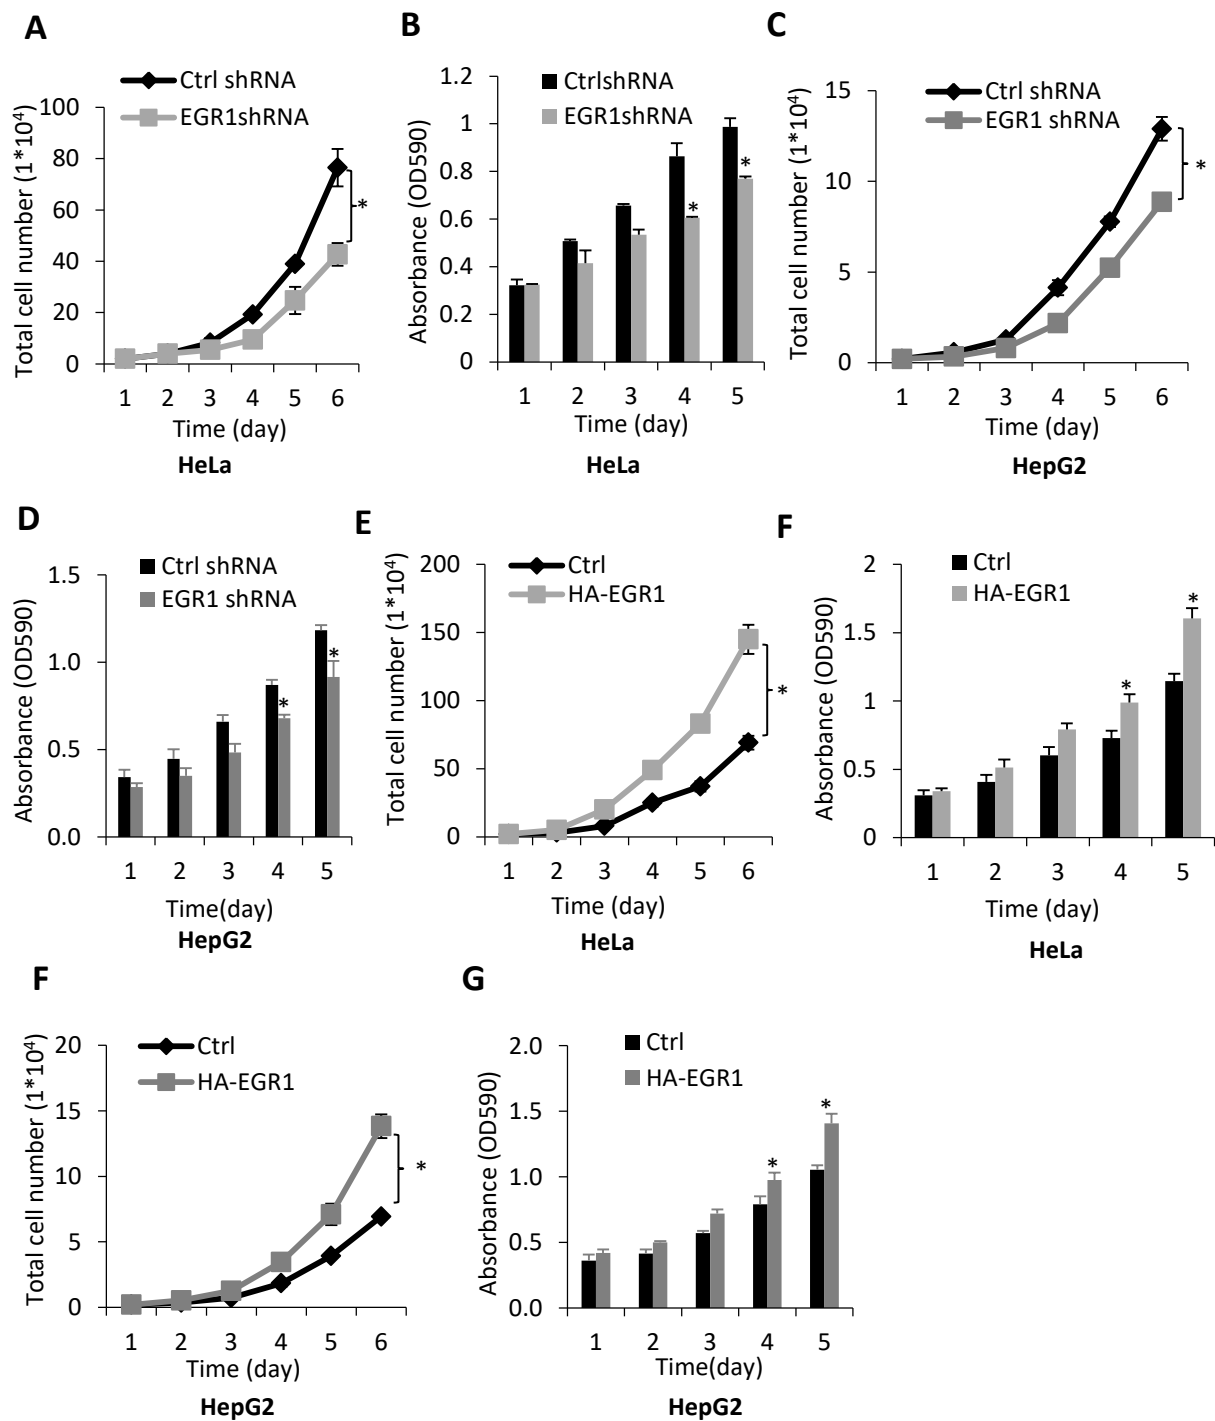 A
Ctrl shRNA
EGR1shRNA
Total cell number (1*10⁴)
100
80
60
40
20
0
*
1 2 3 4 5 6
Time (day)
HeLa
B
CtrlshRNA
EGR1shRNA
Absorbance (OD590)
1.2
1
0.8
0.6
0.4
0.2
0
* *
1 2 3 4 5
Time (day)
HeLa
C
Ctrl shRNA
EGR1 shRNA
Total cell number (1*10⁴)
15
10
5
0
*
1 2 3 4 5 6
Time (day)
HepG2
D
Ctrl shRNA
EGR1 shRNA
Absorbance (OD590)
1.5
1.0
0.5
0.0
* *
1 2 3 4 5
Time(day)
HepG2
E
Ctrl
HA-EGR1
Total cell number (1*10⁴)
200
150
100
50
0
*
1 2 3 4 5 6
Time (day)
HeLa
F
Ctrl
HA-EGR1
Absorbance (OD590)
2
1.5
1
0.5
0
* *
1 2 3 4 5
Time (day)
HeLa
F
Ctrl
HA-EGR1
Total cell number (1*10⁴)
20
15
10
5
0
*
1 2 3 4 5 6
Time (day)
HepG2
G
Ctrl
HA-EGR1
Absorbance (OD590)
2.0
1.5
1.0
0.5
0.0
* *
1 2 3 4 5
Time(day)
HepG2